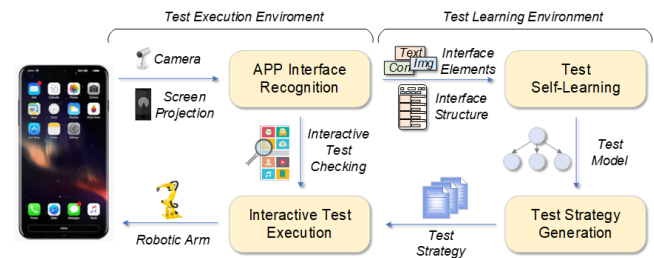 Test Execution Enviroment
Test Learning Environment
Camera
Screen
Projection
APP Interface
Recognition
Text
Con
Img
Interface
Elements
Interface
Structure
Test
Self-Learning
Interactive
Test
Checking
Test
Model
Robotic Arm
Interactive Test
Execution
Test
Strategy
Test Strategy
Generation